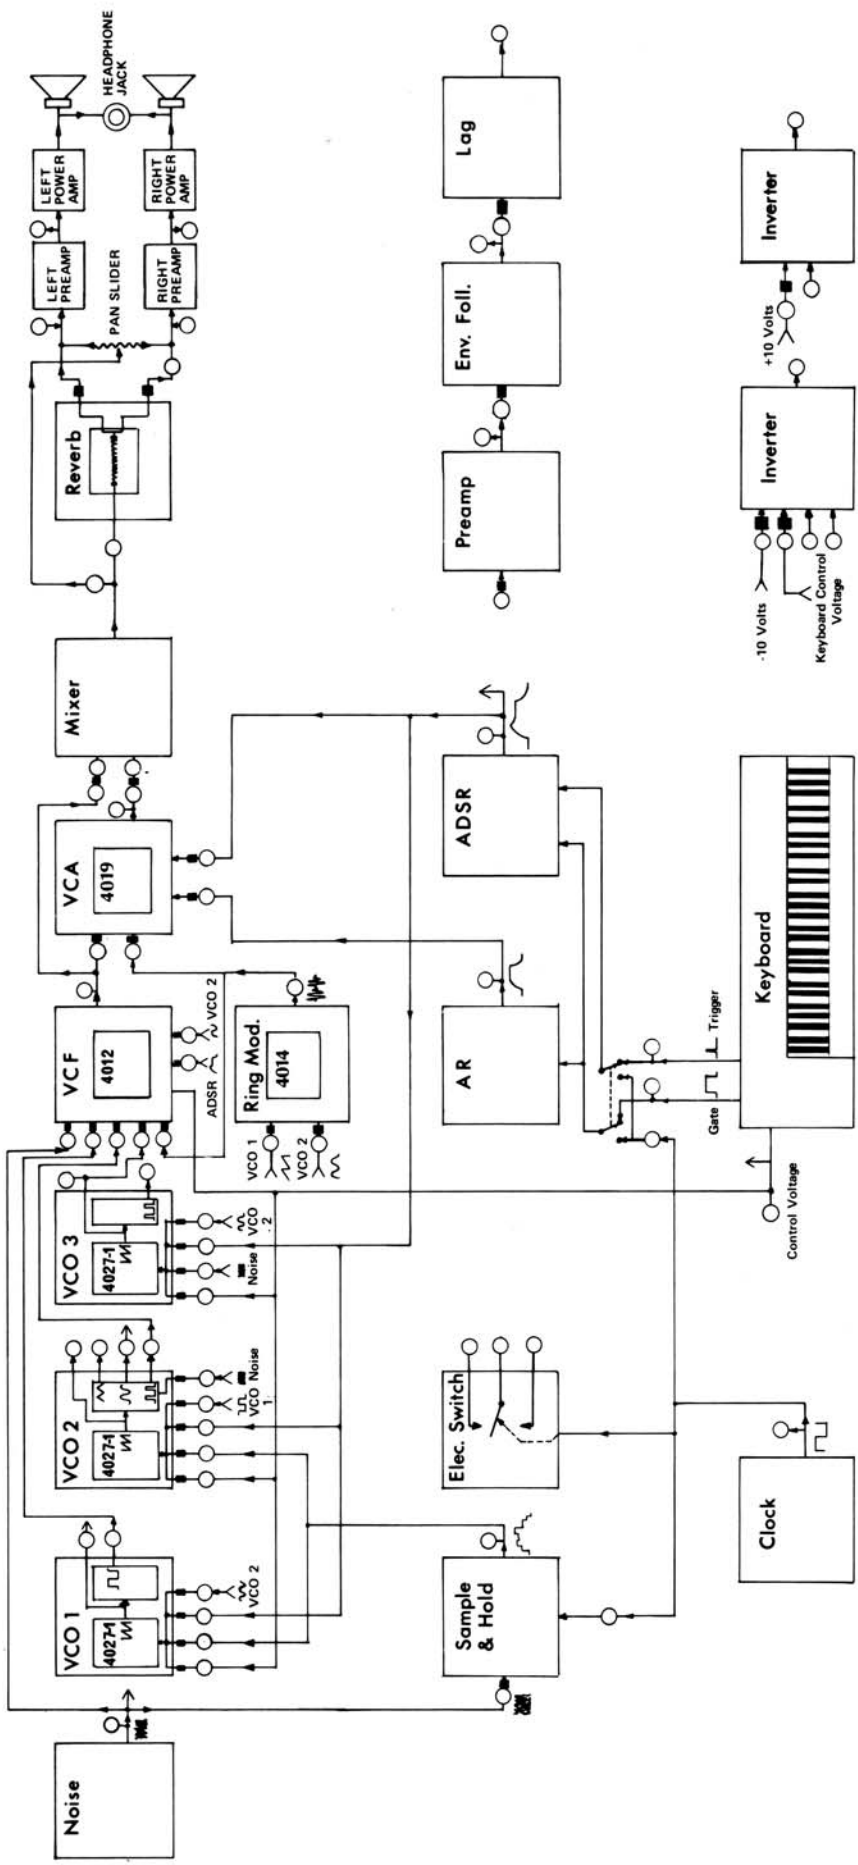 Noise
VCO 1
4027-1
VCO 2
VCO 2
4027-1
VCO
1
Noise
VCO 3
4027-1
Noise
VCO
2
VCF
4012
ADSR
VCO 2
Ring Mod.
4014
VCO 1
VCO 2
VCA
4019
Mixer
Reverb
PAN SLIDER
LEFT
PREAMP
RIGHT
PREAMP
LEFT
POWER
AMP
RIGHT
POWER
AMP
HEADPHONE
JACK
Sample
& Hold
Elec. Switch
AR
ADSR
Preamp
Env. Foll.
Lag
Clock
Control Voltage
Gate
Trigger
Keyboard
-10 Volts
Keyboard Control
Voltage
Inverter
+10 Volts
Inverter